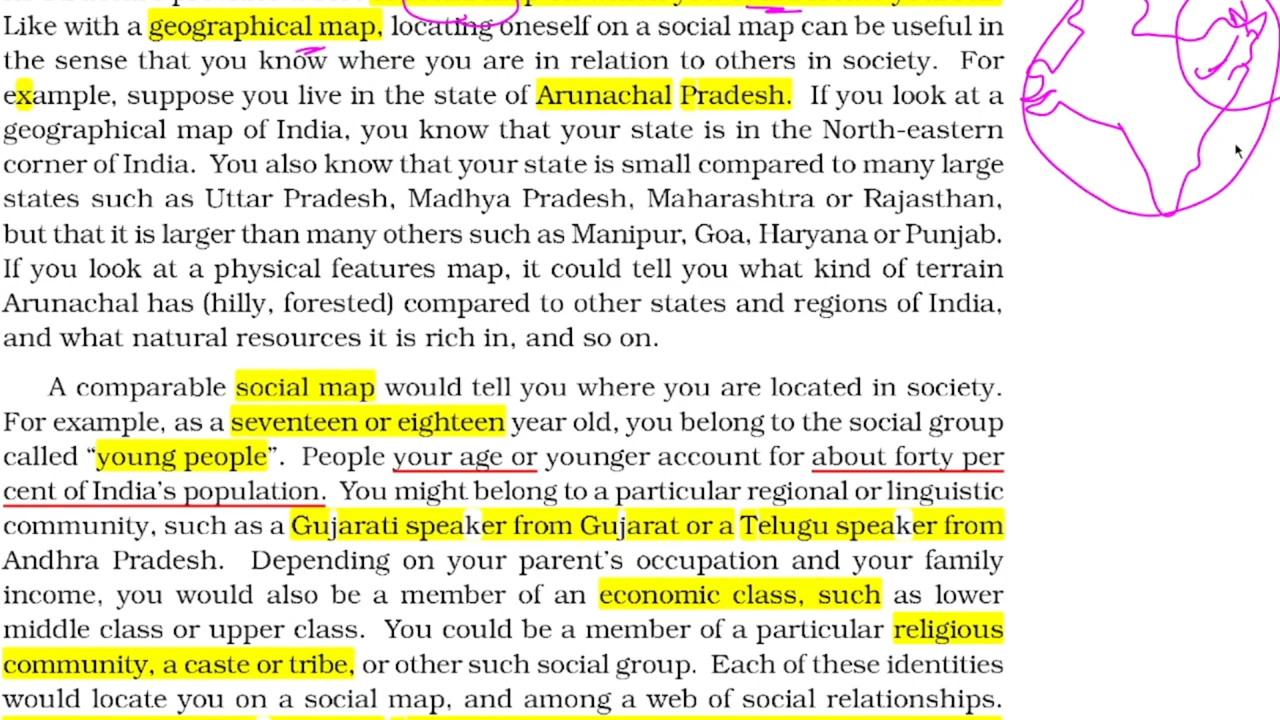 Like with a geographical map, locating oneself on a social map can be useful in
the sense that you know where you are in relation to others in society. For
example, suppose you live in the state of Arunachal Pradesh. If you look at a
geographical map of India, you know that your state is in the North-eastern
corner of India. You also know that your state is small compared to many large
states such as Uttar Pradesh, Madhya Pradesh, Maharashtra or Rajasthan,
but that it is larger than many others such as Manipur, Goa, Haryana or Punjab.
If you look at a physical features map, it could tell you what kind of terrain
Arunachal has (hilly, forested) compared to other states and regions of India,
and what natural resources it is rich in, and so on.
A comparable social map would tell you where you are located in society.
For example, as a seventeen or eighteen year old, you belong to the social group
called “young people”. People your age or younger account for about forty per
cent of India’s population. You might belong to a particular regional or linguistic
community, such as a Gujarati speaker from Gujarat or a Telugu speaker from
Andhra Pradesh. Depending on your parent’s occupation and your family
income, you would also be a member of an economic class, such as lower
middle class or upper class. You could be a member of a particular religious
community, a caste or tribe, or other such social group. Each of these identities
would locate you on a social map, and among a web of social relationships.